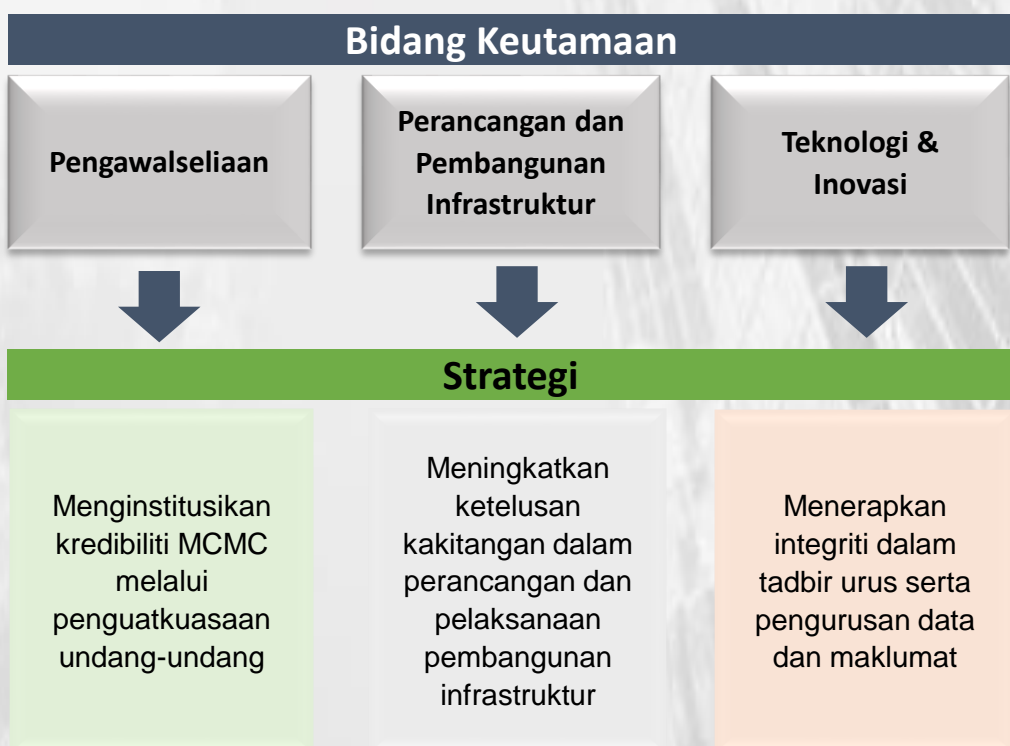 Bidang Keutamaan
Pengawalseliaan
Perancangan dan
Pembangunan
Infrastruktur
Teknologi &
Inovasi
Strategi
Menginstitusikan
kredibiliti MCMC
melalui
penguatkuasaan
undang-undang
Meningkatkan
ketelusan
kakitangan dalam
perancangan dan
pelaksanaan
pembangunan
infrastruktur
Menerapkan
integriti dalam
tadbir urus serta
pengurusan data
dan maklumat